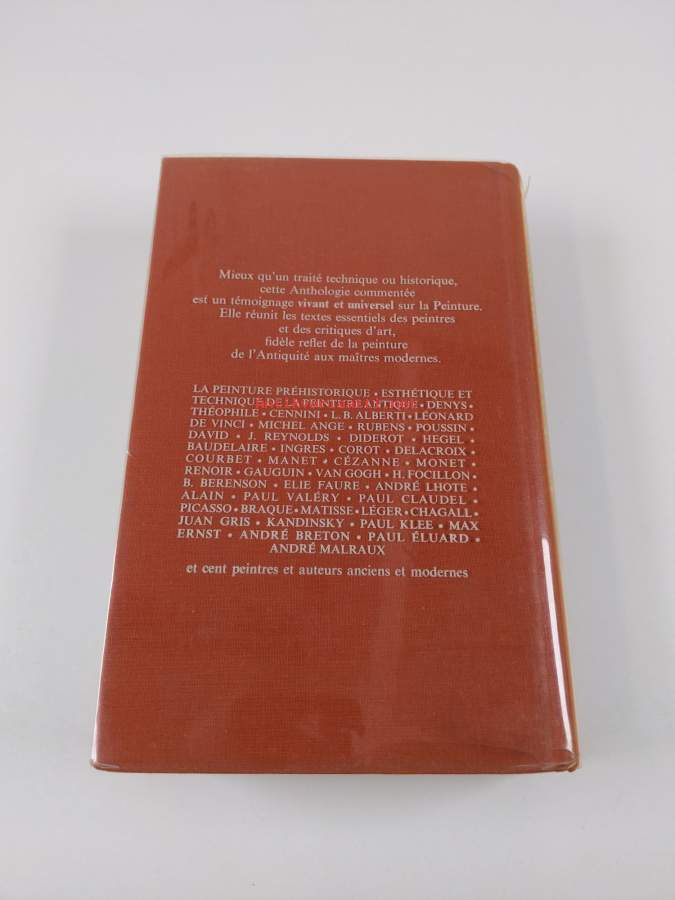 Mieux qu'un traité technique ou historique,
cette Anthologie commentée
est un témoignage vivant et universel sur la Peinture.
Elle réunit les textes essentiels des peintres
et des critiques d'art,
fidèle reflet de la peinture
de l'Antiquité aux maîtres modernes.
LA PEINTURE PRÉHISTORIQUE • ESTHÉTIQUE ET
TECHNIQUE DE LA PEINTURE ANTIQUE • DENYS •
THÉOPHILE • CENNINI • L. B. ALBERTI • LÉONARD
DE VINCI • MICHEL ANGE • RUBENS • POUSSIN •
DAVID • J. REYNOLDS • DIDEROT • HEGEL •
BAUDELAIRE • INGRES • COROT • DELACROIX •
COURBET • MANET • CÉZANNE • MONET •
RENOIR • GAUGUIN • VAN GOGH • H. FOCILLON •
B. BERENSON • ELIE FAURE • ANDRÉ LHOTE •
ALAIN • PAUL VALÉRY • PAUL CLAUDEL •
PICASSO • BRAQUE • MATISSE • LÉGER • CHAGALL •
JUAN GRIS • KANDINSKY • PAUL KLEE • MAX
ERNST • ANDRÉ BRETON • PAUL ÉLUARD •
ANDRÉ MALRAUX
et cent peintres et auteurs anciens et modernes